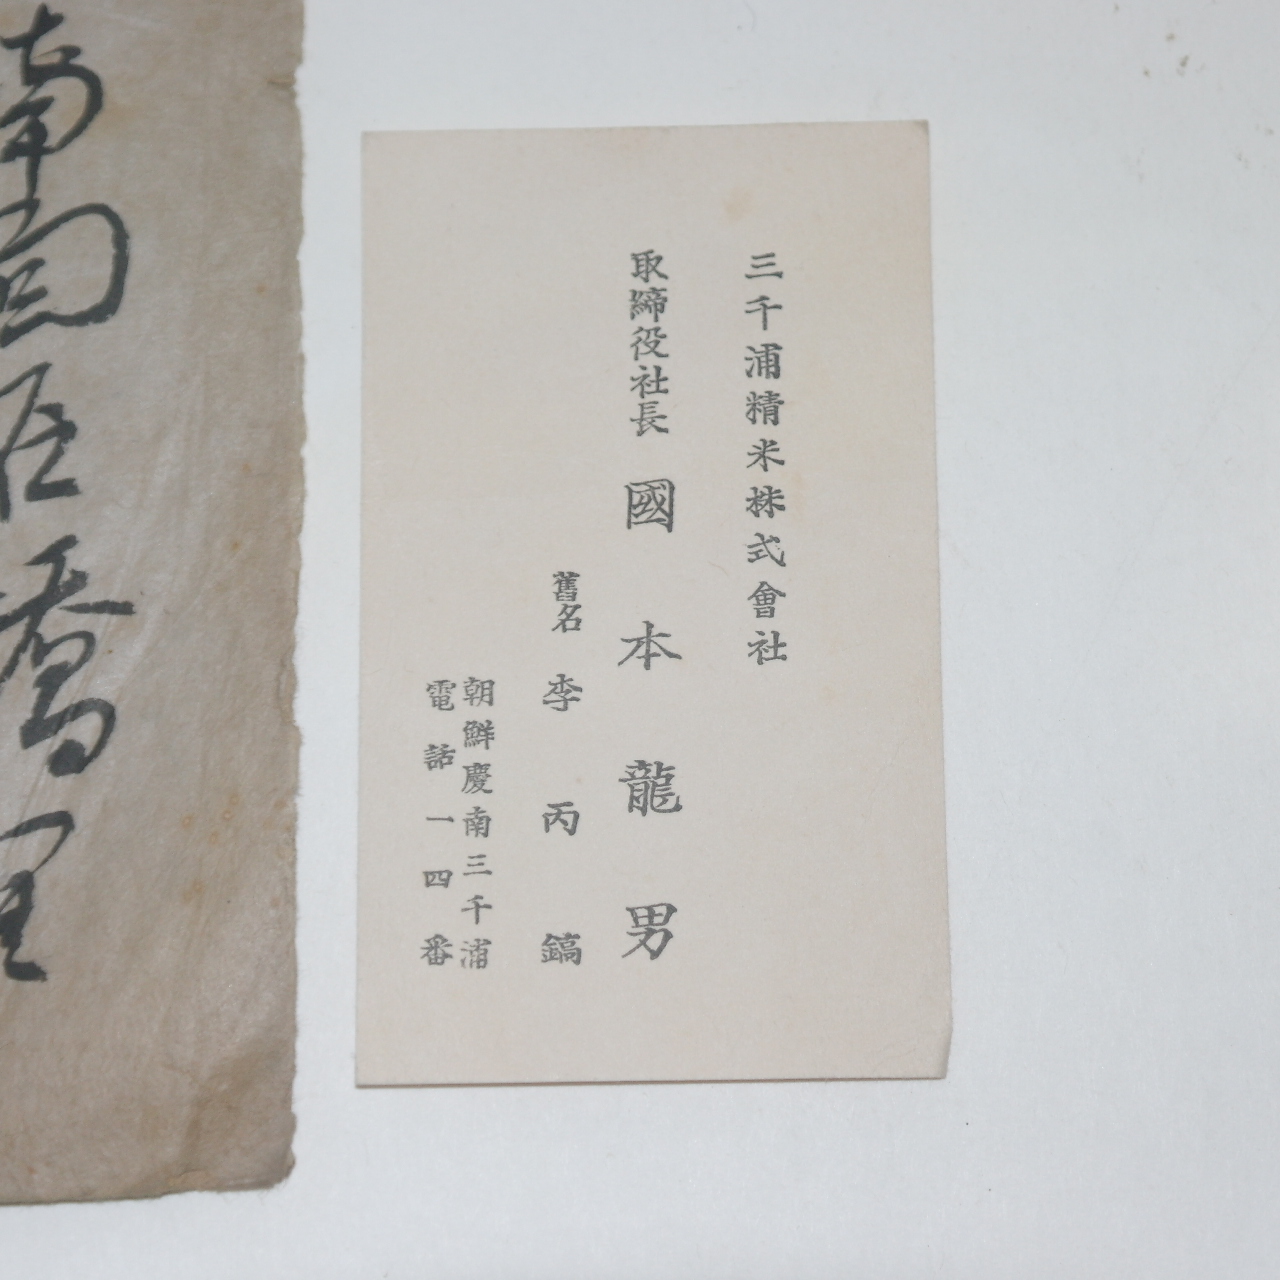 三千浦精米株式會社
取締役社長 國本龍男
舊名 李丙鎬
朝鮮慶南三千浦
電話一四番